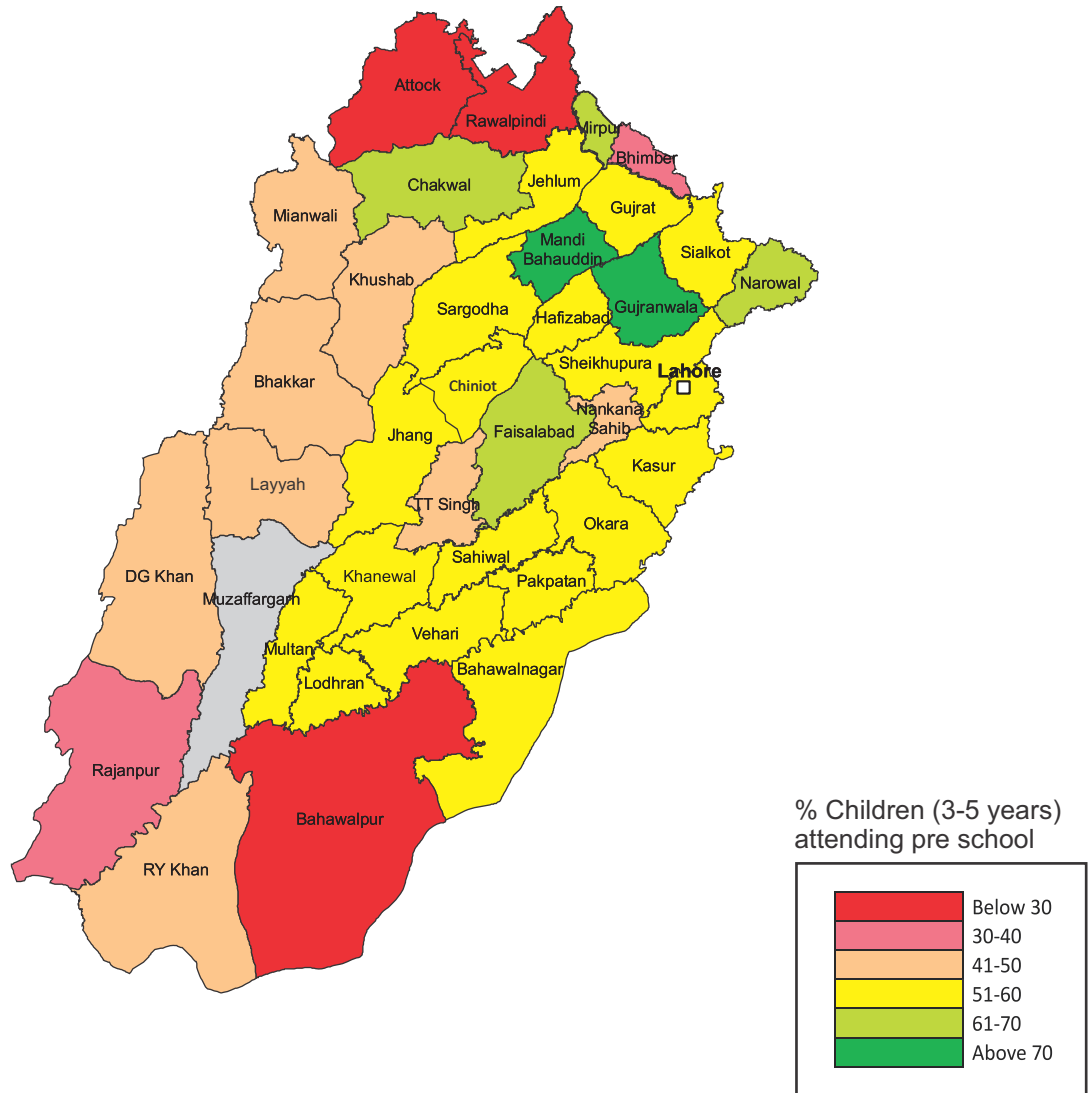 Attock
Rawalpindi
Mirpur
Bhimber
Chakwal
Jehlum
Mianwali
Gujrat
Mandi
Bahauddin
Sialkot
Khushab
Narowal
Sargodha
Hafizabad
Gujranwala
Sheikhupura
Lahore
Bhakkar
Chiniot
Nankana
Sahib
Jhang
Faisalabad
Kasur
Layyah
TT Singh
Okara
Sahiwal
DG Khan
Khanewal
Pakpatan
Muzaffargarh
Vehari
Multan
Bahawalnagar
Lodhran
Rajanpur
Bahawalpur
RY Khan
% Children (3-5 years)
attending pre school
Below 30
30-40
41-50
51-60
61-70
Above 70